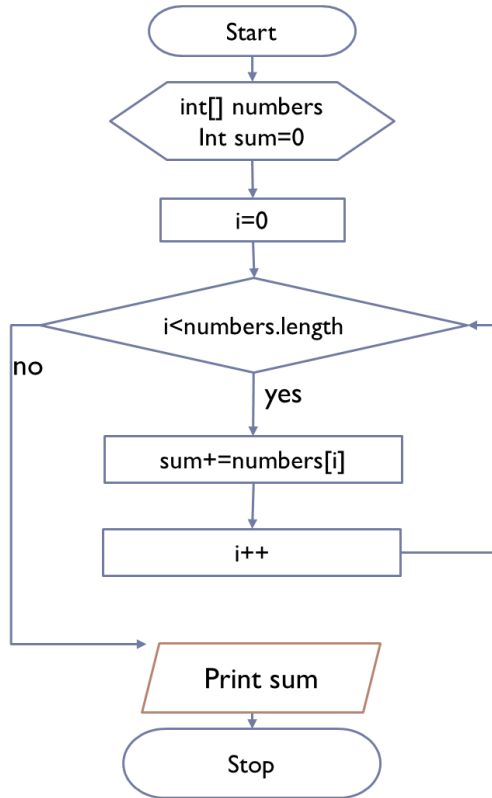 Start
int[] numbers
Int sum=0
i=0
i<numbers.length
no
yes
sum+=numbers[i]
i++
Print sum
Stop